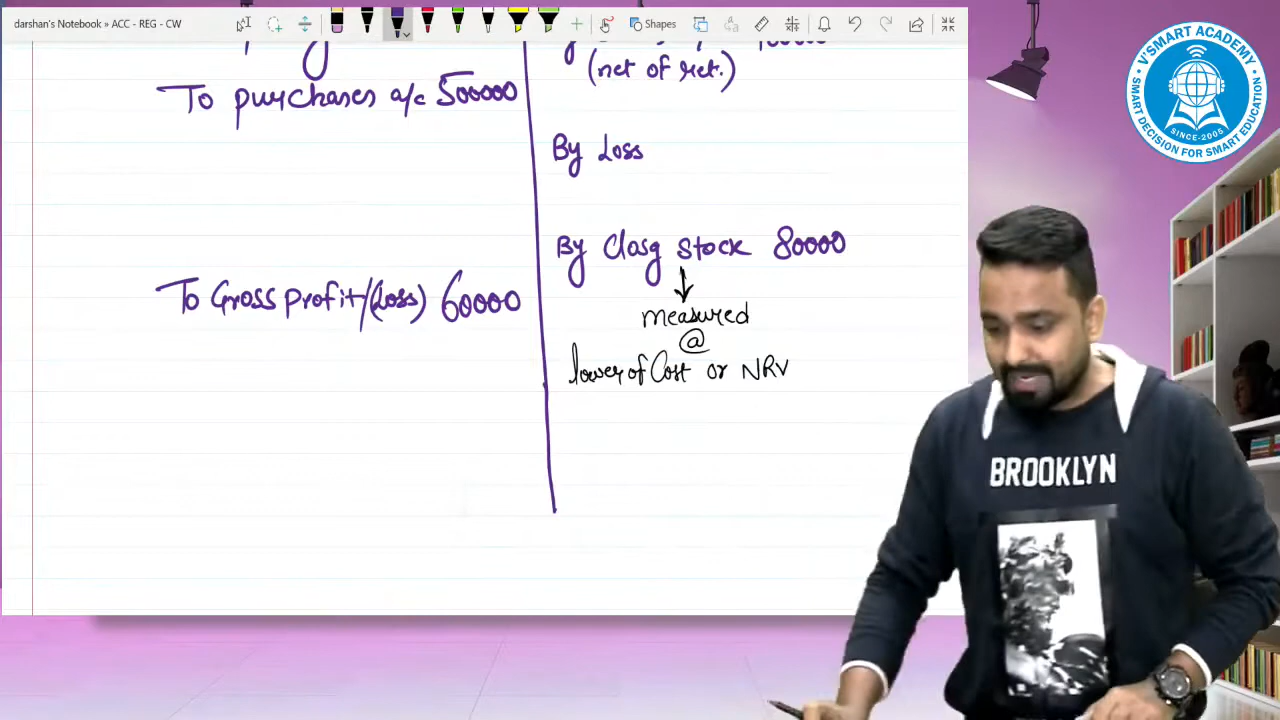 darshan's Notebook » ACC - REG - CW
Shapes
(net of ret.)
To purchases a/c 500000
By Loss
By Closg stock 80000
To Gross profit/(Loss) 60000
measured
@
lower of Cost or NRV
V'SMART ACADEMY
SINCE-2005
SMART DECISION FOR SMART EDUCATION
BROOKLYN